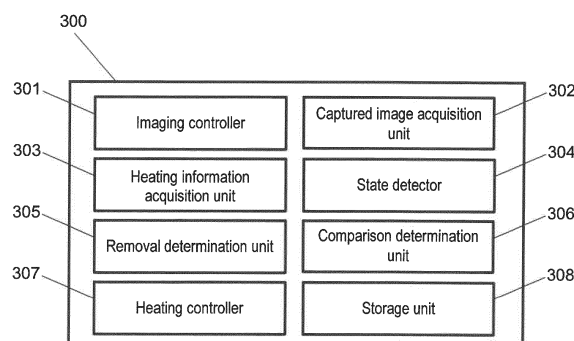 300
301
Imaging controller
Captured image acquisition
unit
302
303
Heating information
acquisition unit
State detector
304
305
Removal determination unit
Comparison determination
unit
306
307
Heating controller
Storage unit
308